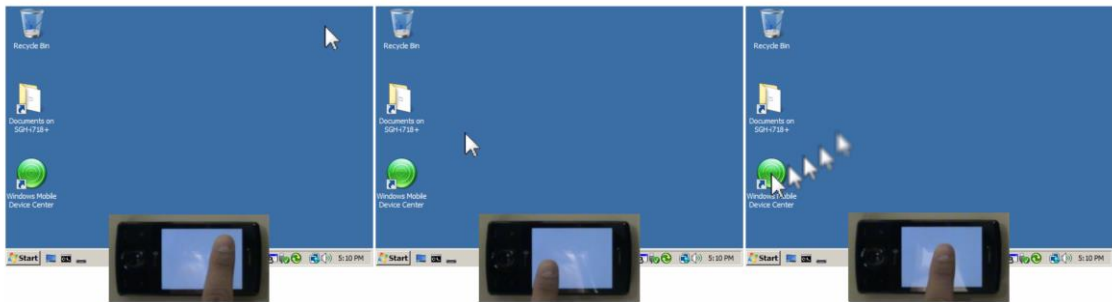 Recycle Bin
Documents on
SGH-i718+
Windows Mobile
Device Center
Start
5:10 PM
Recycle Bin
Documents on
SGH-i718+
Windows Mobile
Device Center
Start
5:10 PM
Recycle Bin
Documents on
SGH-i718+
Windows Mobile
Device Center
Start
5:10 PM